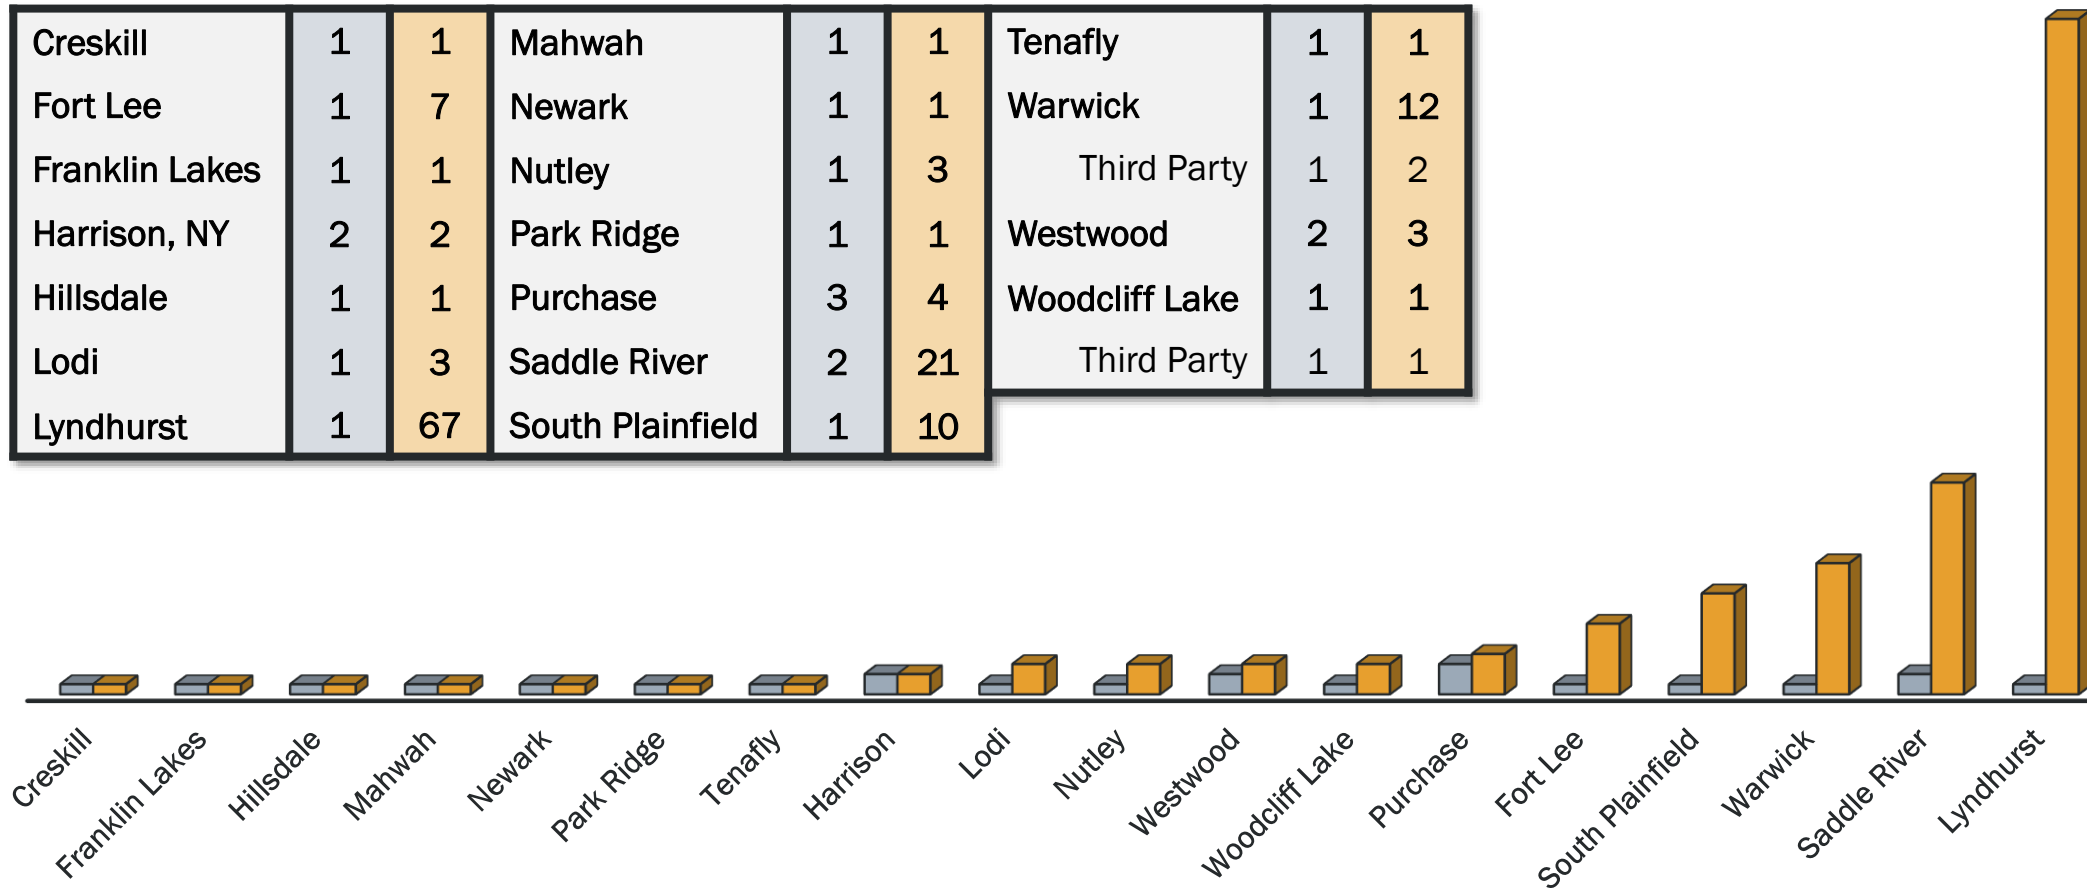 Creskill 1 1 Mahwah 1 1 Tenafly 1 1
Fort Lee 1 7 Newark 1 1 Warwick 1 12
Franklin Lakes 1 1 Nutley 1 3 Third Party 1 2
Harrison, NY 2 2 Park Ridge 1 1 Westwood 2 3
Hillsdale 1 1 Purchase 3 4 Woodcliff Lake 1 1
Lodi 1 3 Saddle River 2 21 Third Party 1 1
Lyndhurst 1 67 South Plainfield 1 10
Creskill
Franklin Lakes
Hillsdale
Mahwah
Newark
Park Ridge
Tenafly
Harrison
Lodi
Nutley
Westwood
Woodcliff Lake
Purchase
Fort Lee
South Plainfield
Warwick
Saddle River
Lyndhurst